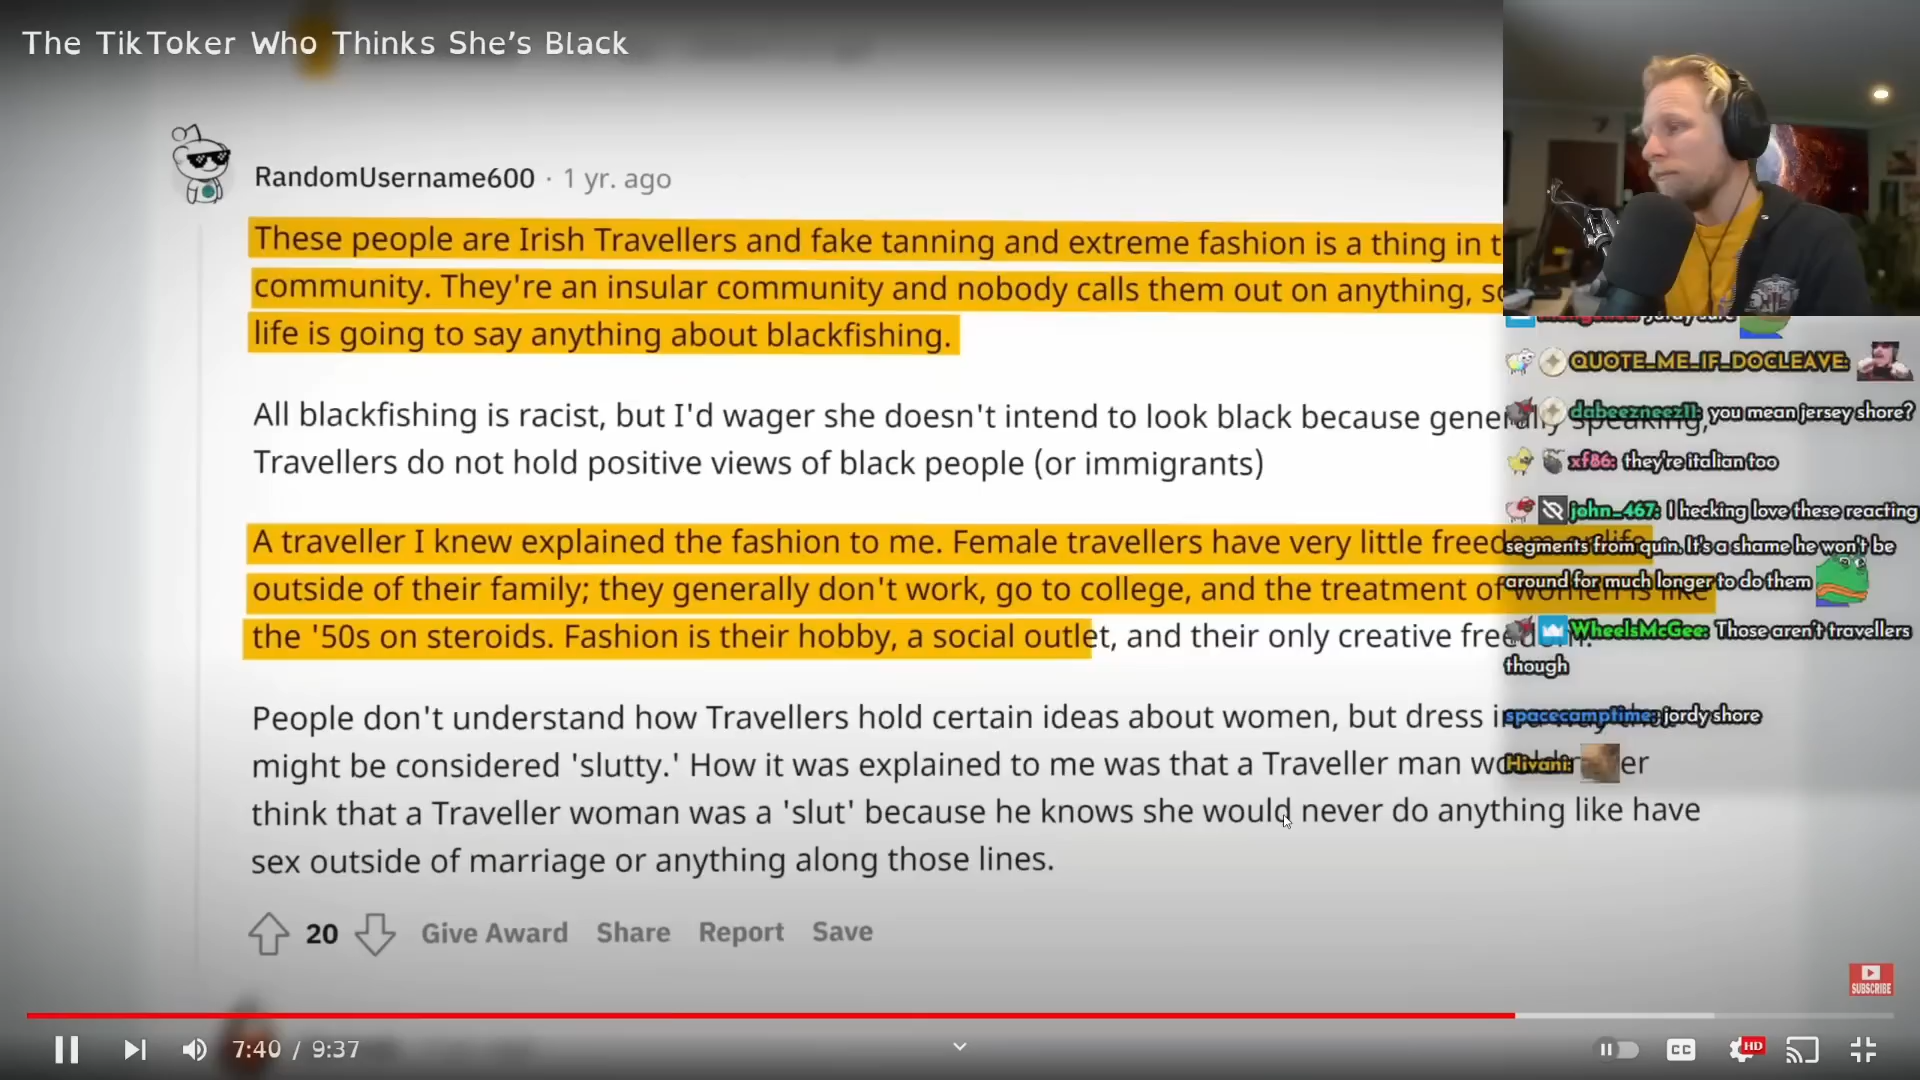 The TikToker Who Thinks She's Black
RandomUsername600 · 1 yr. ago
These people are Irish Travellers and fake tanning and extreme fashion is a thing in
community. They're an insular community and nobody calls them out on anything,
life is going to say anything about blackfishing.
All blackfishing is racist, but I'd wager she doesn't intend to look black because generally speaking,
Travellers do not hold positive views of black people (or immigrants)
A traveller I knew explained the fashion to me. Female travellers have very little
outside of their family; they generally don't work, go to college, and the treatment of women is like
the '50s on steroids. Fashion is their hobby, a social outlet, and their only creative freedom.
People don't understand how Travellers hold certain ideas about women, but dress
might be considered 'slutty.' How it was explained to me was that a Traveller man
think that a Traveller woman was a 'slut' because he knows she would never do anything like have
sex outside of marriage or anything along those lines.
20 Give Award Share Report Save
QUOTE_ME_IF_DOCLEAVE:
dabeezneez11: you mean jersey shore?
xf86: they're italian too
john_467: I hecking love these reacting
segments from quin. It's a shame he won't be
around for much longer to do them
WheelsMcGee: Those aren't travellers
though
spacecamptime: jordy shore
Hivani:
SUBSCRIBE
7:40 / 9:37
CC
HD